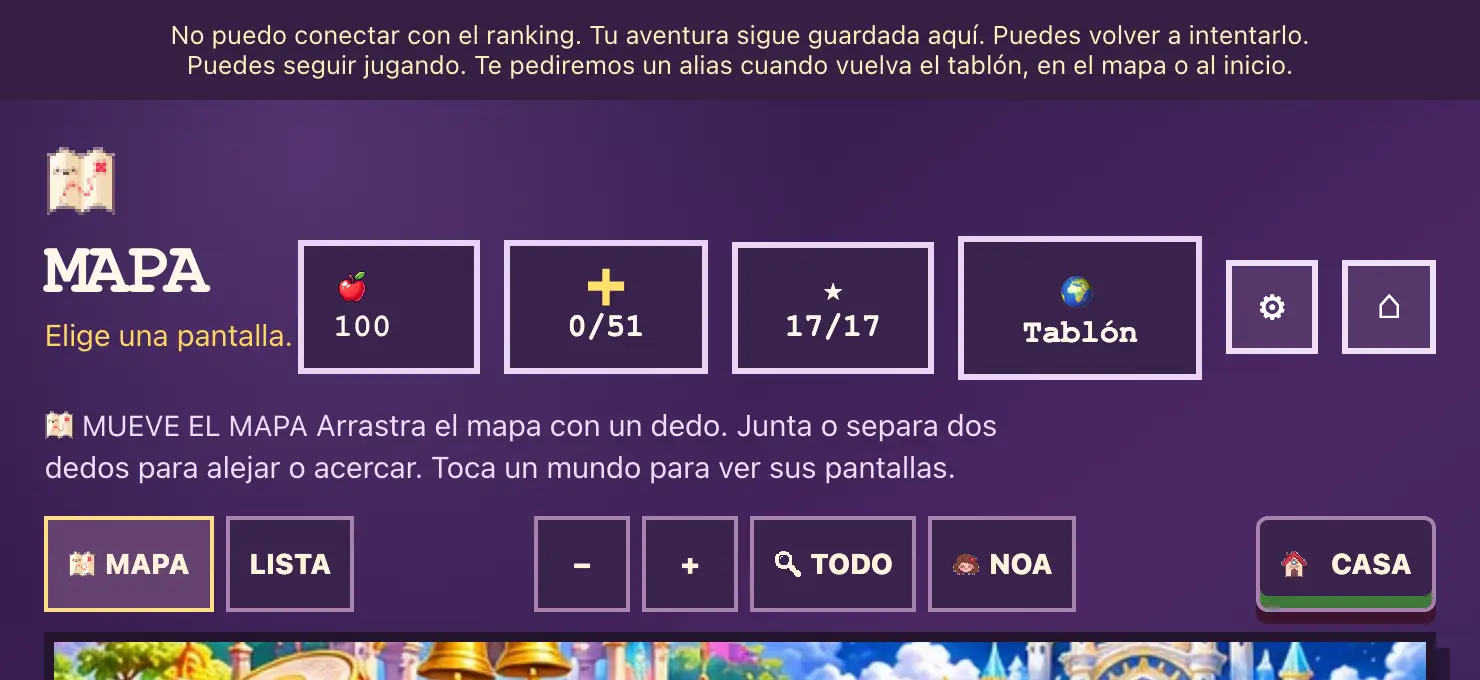 No puedo conectar con el ranking. Tu aventura sigue guardada aquí. Puedes volver a intentarlo.
Puedes seguir jugando. Te pediremos un alias cuando vuelva el tablón, en el mapa o al inicio.
MAPA
Elige una pantalla.
100
0/51
17/17
Tablón
MUEVE EL MAPA Arrastra el mapa con un dedo. Junta o separa dos
dedos para alejar o acercar. Toca un mundo para ver sus pantallas.
MAPA
LISTA
−
+
TODO
NOA
CASA